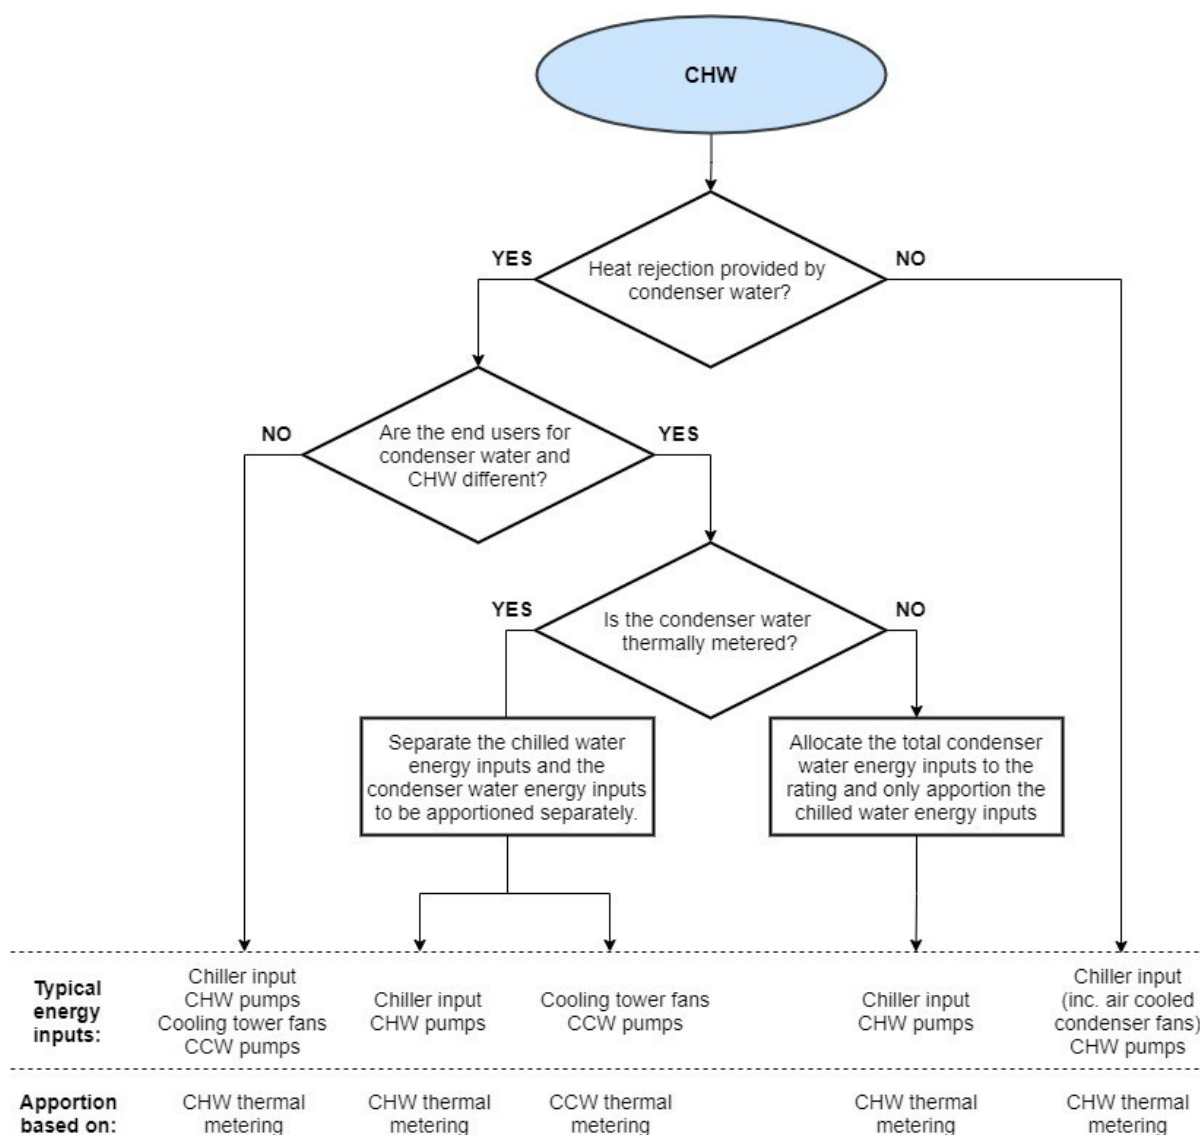 CHW
Heat rejection provided by
condenser water?
YES
NO
Are the end users for
condenser water and
CHW different?
NO
YES
Is the condenser water
thermally metered?
YES
NO
Separate the chilled water
energy inputs and the
condenser water energy inputs
to be apportioned separately.
Allocate the total condenser
water energy inputs to the
rating and only apportion the
chilled water energy inputs
Typical
energy
inputs:
Chiller input
CHW pumps
Cooling tower fans
CCW pumps
Chiller input
CHW pumps
Cooling tower fans
CCW pumps
Chiller input
CHW pumps
Chiller input
(inc. air cooled
condenser fans)
CHW pumps
Apportion
based on:
CHW thermal
metering
CHW thermal
metering
CCW thermal
metering
CHW thermal
metering
CHW thermal
metering